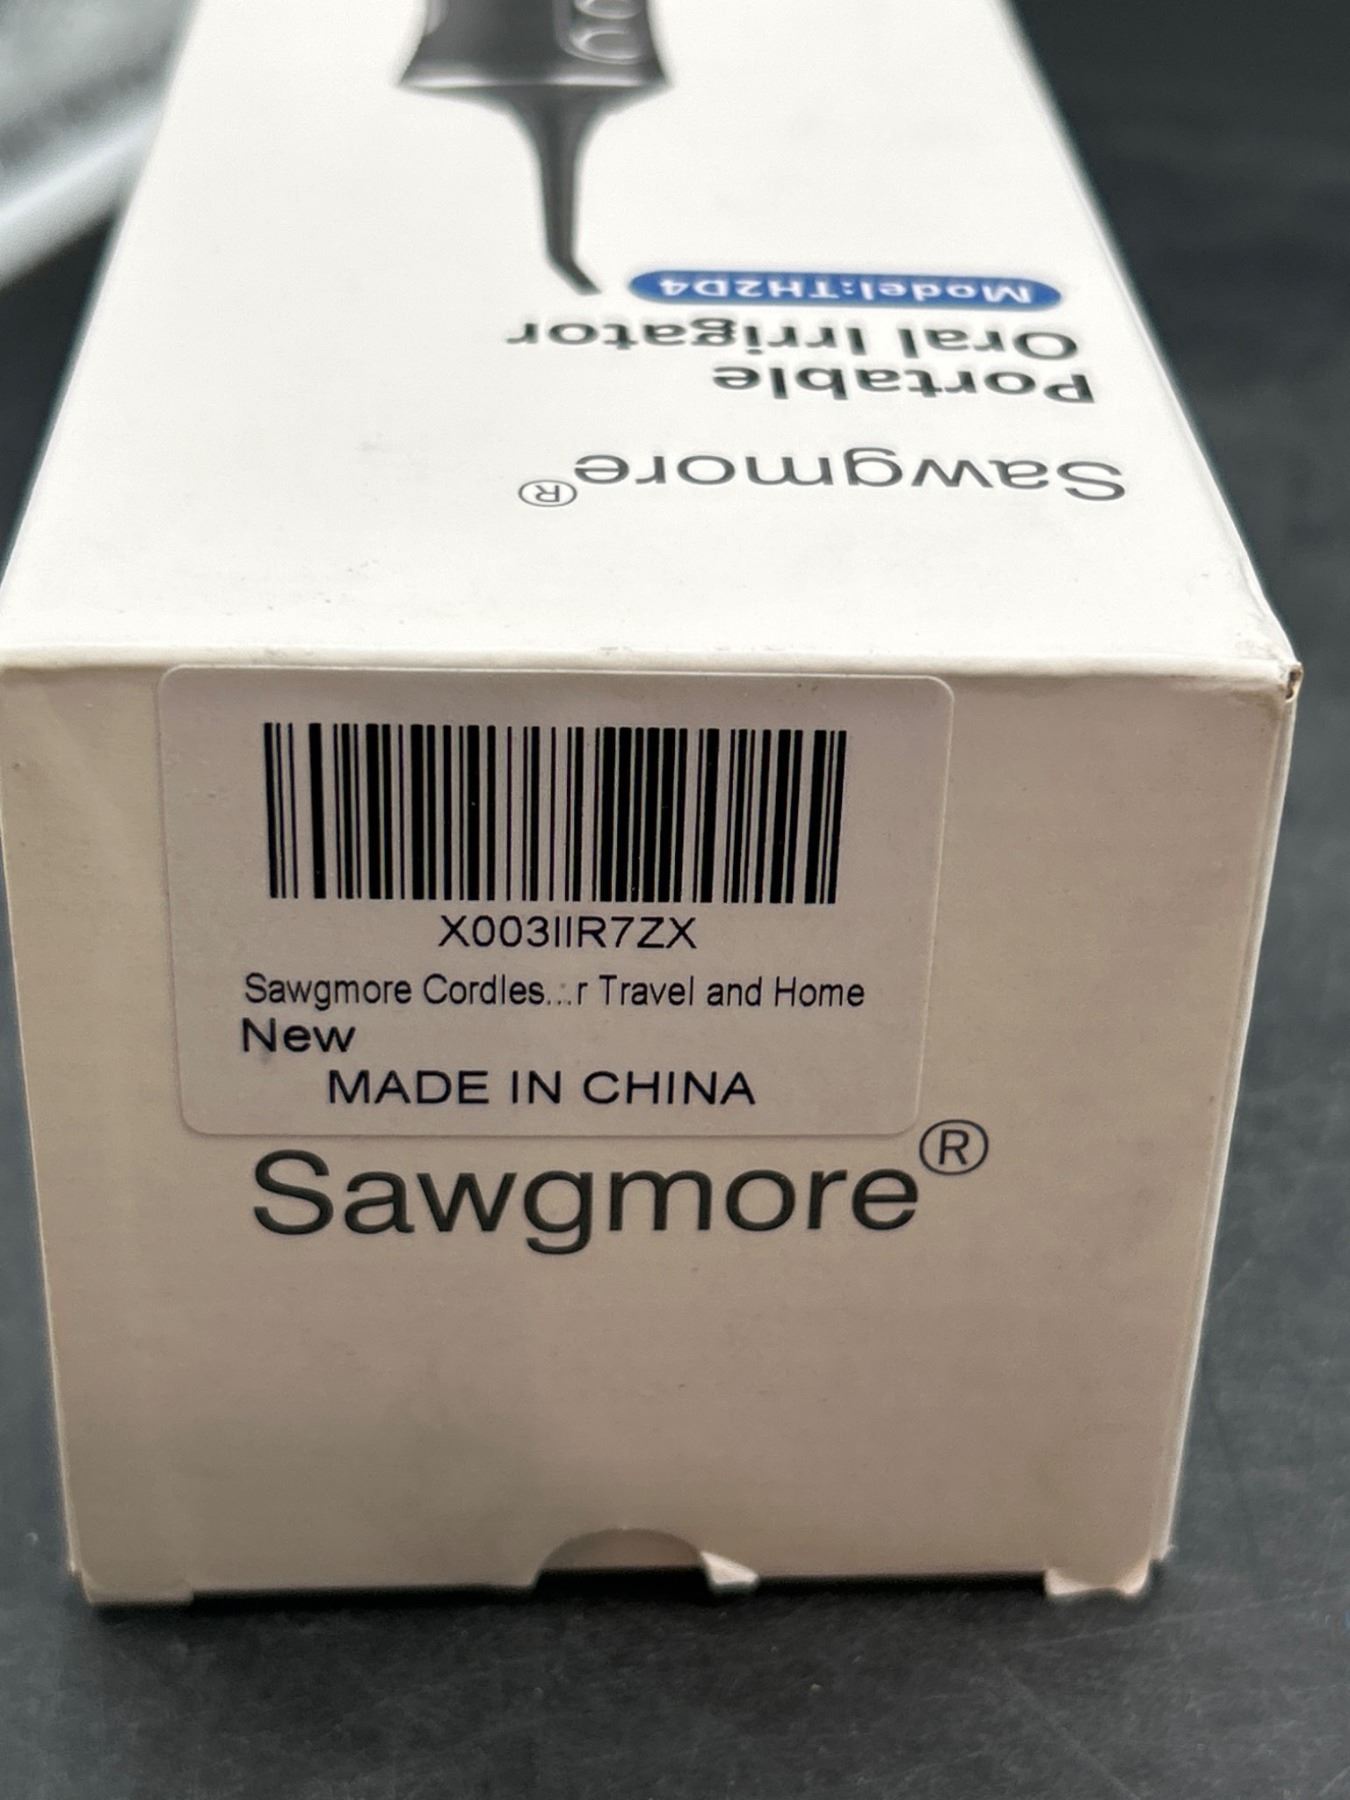 Sawgmore®
Portable
Oral Irrigator
Model:TH2D4
X003IIR7ZX
Sawgmore Cordles...r Travel and Home
New
MADE IN CHINA
Sawgmore®